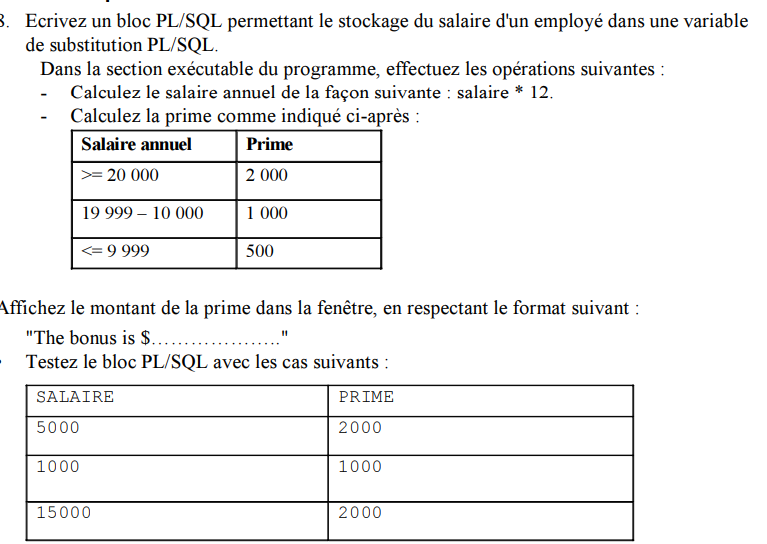 8. Ecrivez un bloc PL/SQL permettant le stockage du salaire d'un employé dans une variable
de substitution PL/SQL.
Dans la section exécutable du programme, effectuez les opérations suivantes :
- Calculez le salaire annuel de la façon suivante : salaire * 12.
- Calculez la prime comme indiqué ci-après :
Salaire annuel Prime
>= 20 000 2 000
19 999 – 10 000 1 000
<= 9 999 500
Affichez le montant de la prime dans la fenêtre, en respectant le format suivant :
"The bonus is $…………………."
Testez le bloc PL/SQL avec les cas suivants :
SALAIRE PRIME
5000 2000
1000 1000
15000 2000